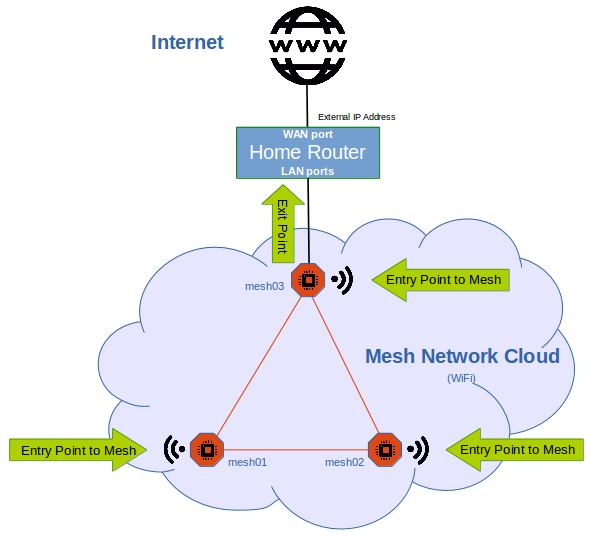 Internet
WWW
External IP Address
WAN port
Home Router
LAN ports
Exit Point
mesh03
Entry Point to Mesh
Mesh Network Cloud
(WiFi)
Entry Point to Mesh
mesh01
mesh02
Entry Point to Mesh